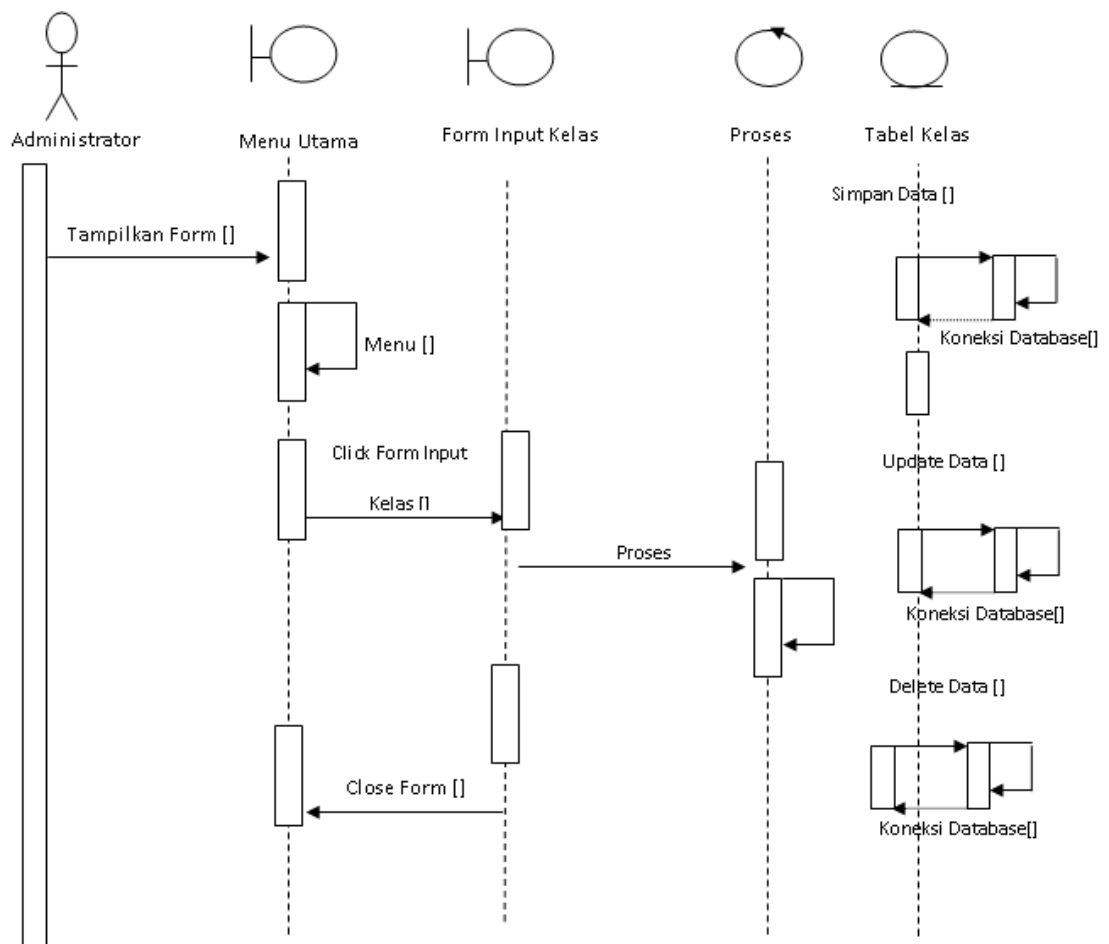 Administrator
Menu Utama
Form Input Kelas
Proses
Tabel Kelas
Simpan Data []
Tampilkan Form []
Koneksi Database[]
Menu []
Click Form Input
Kelas []
Update Data []
Proses
Koneksi Database[]
Delete Data []
Close Form []
Koneksi Database[]